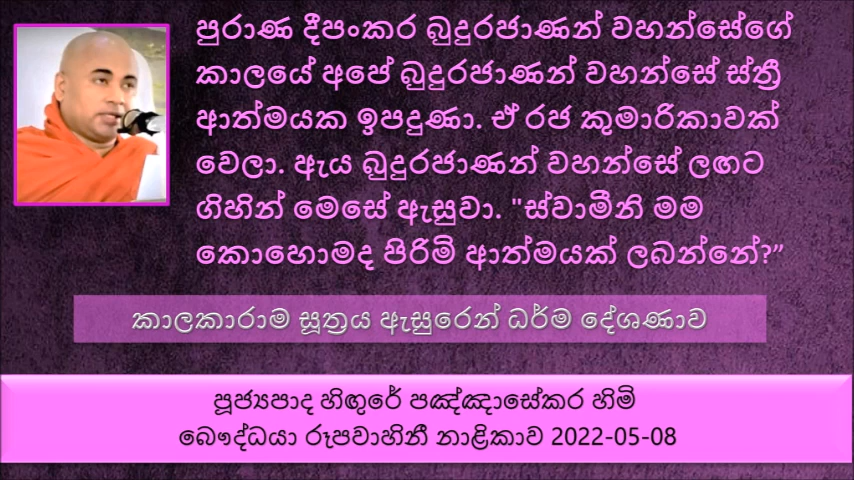 පුරාණ දීපංකර බුදුරජාණන් වහන්සේගේ
කාලයේ අපේ බුදුරජාණන් වහන්සේ ස්ත්‍රී
ආත්මයක ඉපදුණා. ඒ රජ කුමාරිකාවක්
වෙලා. ඇය බුදුරජාණන් වහන්සේ ලඟට
ගිහින් මෙසේ ඇසුවා. "ස්වාමීනි මම
කොහොමද පිරිමි ආත්මයක් ලබන්නේ?”
කාලකාරාම සූත්‍රය ඇසුරෙන් ධර්ම දේශණාව
පූජ්‍යපාද හිඟුරේ පඤ්ඤාසේකර හිමි
බෞද්ධයා රූපවාහිනී නාළිකාව 2022-05-08